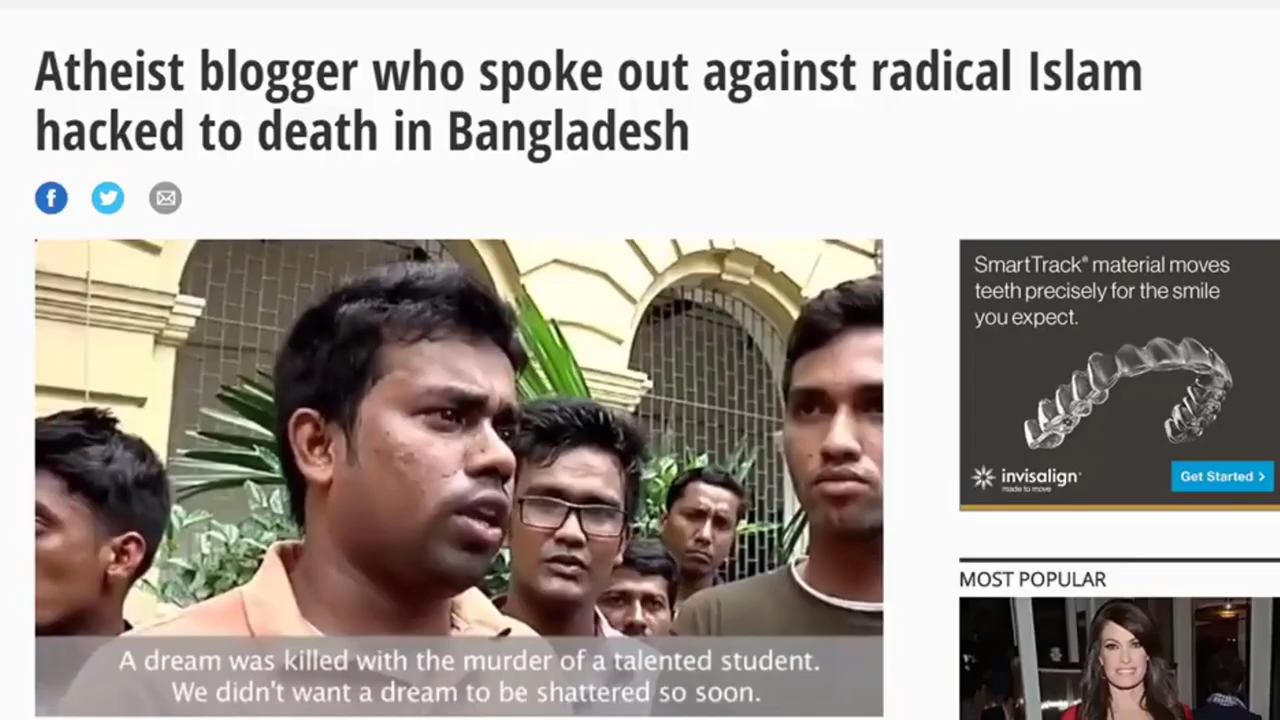 Atheist blogger who spoke out against radical Islam
hacked to death in Bangladesh
A dream was killed with the murder of a talented student.
We didn't want a dream to be shattered so soon.
SmartTrack® material moves
teeth precisely for the smile
you expect.
invisalign
made to move
Get Started >
MOST POPULAR